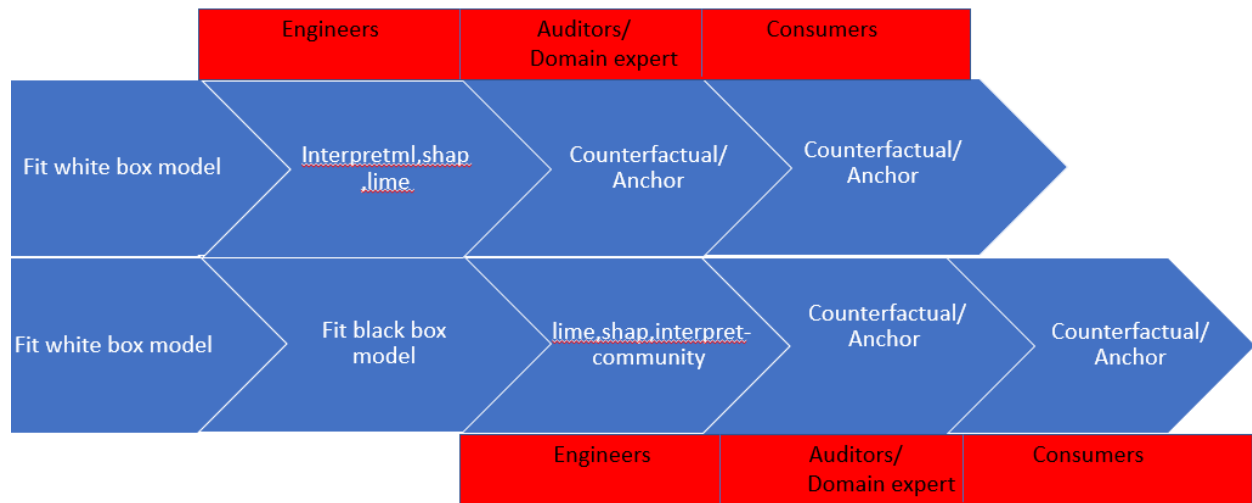 Engineers
Auditors/
Domain expert
Consumers
Fit white box model
Interpretml,shap
,lime
Counterfactual/
Anchor
Counterfactual/
Anchor
Fit white box model
Fit black box
model
lime,shap,interpret-
community
Counterfactual/
Anchor
Counterfactual/
Anchor
Engineers
Auditors/
Domain expert
Consumers